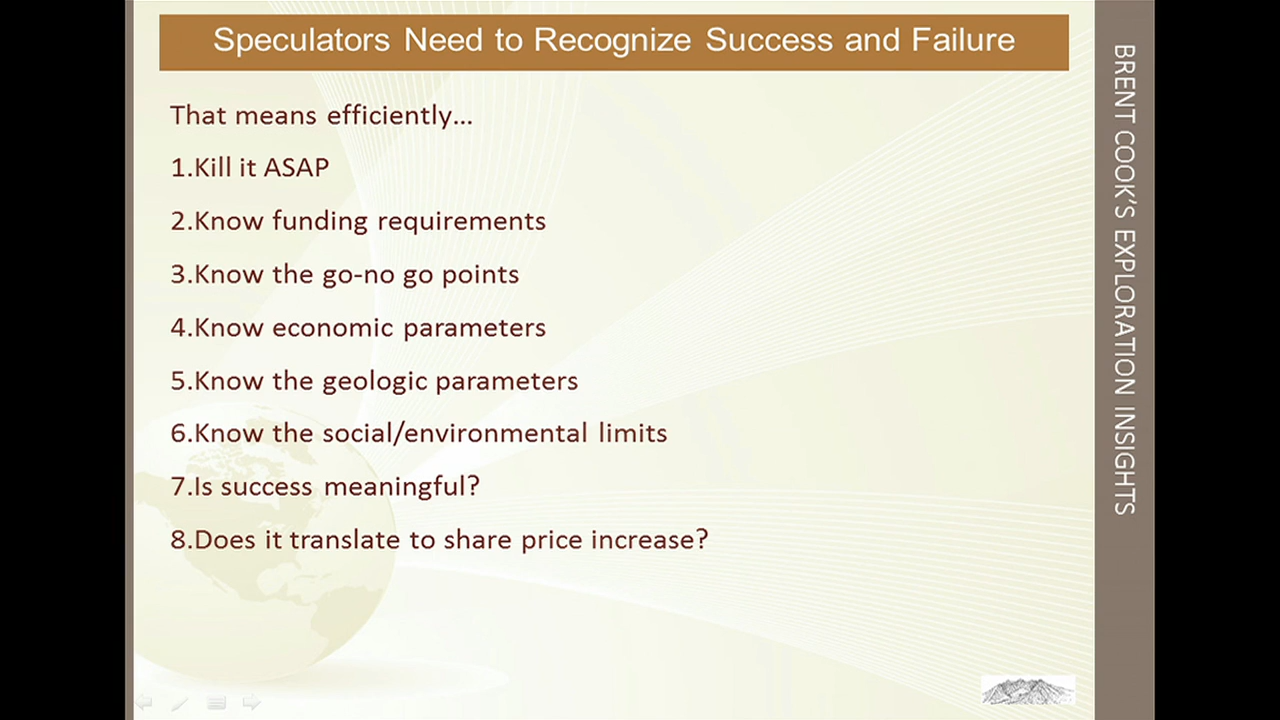 Speculators Need to Recognize Success and Failure
That means efficiently...
1.Kill it ASAP
2.Know funding requirements
3.Know the go-no go points
4.Know economic parameters
5.Know the geologic parameters
6.Know the social/environmental limits
7.Is success meaningful?
8.Does it translate to share price increase?
BRENT COOK'S EXPLORATION INSIGHTS